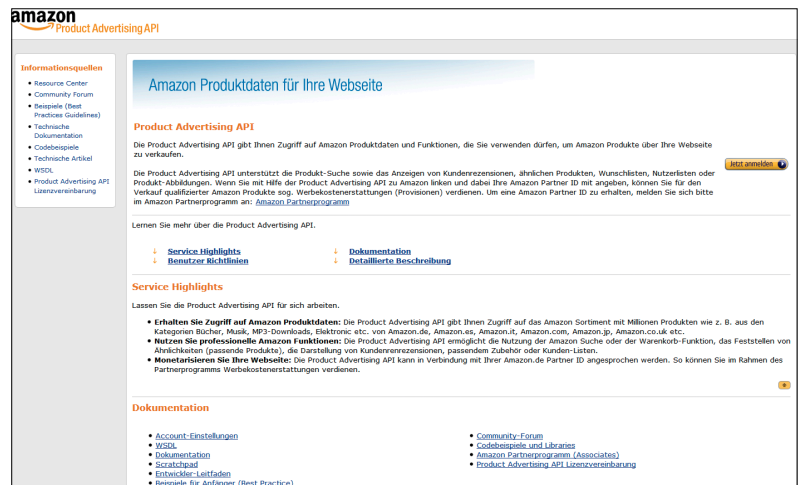 amazon
Product Advertising API
Informationsquellen
Resource Center
Community Forum
Beispiele (Best
Practices Guidelines)
Technische
Dokumentation
Codebeispiele
Technische Artikel
WSDL
Product Advertising API
Lizenzvereinbarung
Amazon Produktdaten für Ihre Webseite
Product Advertising API
Die Product Advertising API gibt Ihnen Zugriff auf Amazon Produktdaten und Funktionen, die Sie verwenden dürfen, um Amazon Produkte über Ihre Webseite
zu verkaufen.
Jetzt anmelden
Die Product Advertising API unterstützt die Produkt-Suche sowie das Anzeigen von Kundenrezensionen, ähnlichen Produkten, Wunschlisten, Nutzerlisten oder
Produkt-Abbildungen. Wenn Sie mit Hilfe der Product Advertising API zu Amazon linken und dabei Ihre Amazon Partner ID mit angeben, können Sie für den
Verkauf qualifizierter Amazon Produkte sog. Werbekostenerstattungen (Provisionen) verdienen. Um eine Amazon Partner ID zu erhalten, melden Sie sich bitte
im Amazon Partnerprogramm an: Amazon Partnerprogramm
Lernen Sie mehr über die Product Advertising API.
Service Highlights
Benutzer Richtlinien
Dokumentation
Detaillierte Beschreibung
Service Highlights
Lassen Sie die Product Advertising API für sich arbeiten.
Erhalten Sie Zugriff auf Amazon Produktdaten: Die Product Advertising API gibt Ihnen Zugriff auf das Amazon Sortiment mit Millionen Produkten wie z. B. aus den
Kategorien Bücher, Musik, MP3-Downloads, Elektronic etc. von Amazon.de, Amazon.es, Amazon.it, Amazon.com, Amazon.jp, Amazon.co.uk etc.
Nutzen Sie professionelle Amazon Funktionen: Die Product Advertising API ermöglicht die Nutzung der Amazon Suche oder der Warenkorb-Funktion, das Feststellen von
Ähnlichkeiten (passende Produkte), die Darstellung von Kundenrenrezensionen, passendem Zubehör oder Kunden-Listen.
Monetarisieren Sie Ihre Webseite: Die Product Advertising API kann in Verbindung mit Ihrer Amazon.de Partner ID angesprochen werden. So können Sie im Rahmen des
Partnerprogramms Werbekostenerstattungen verdienen.
Dokumentation
Account-Einstellungen
WSDL
Dokumentation
Scratchpad
Entwickler-Leitfaden
Beispiele für Anfänger (Best Practice)
Community-Forum
Codebeispiele und Libraries
Amazon Partnerprogramm (Associates)
Product Advertising API Lizenzvereinbarung